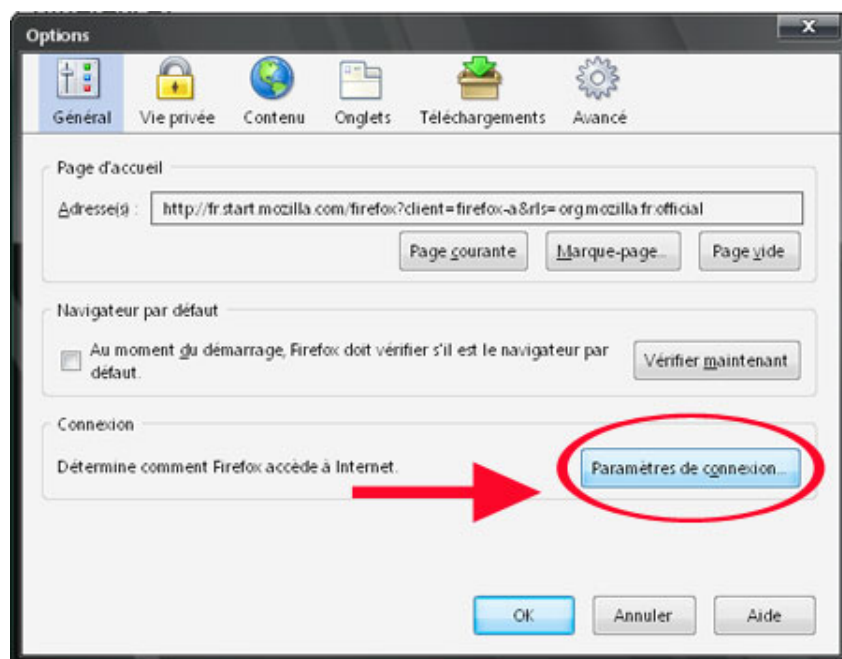 Options
x
Général Vie privée Contenu Onglets Téléchargements Avancé
Page d'accueil
Adresse(s) : http://fr.start.mozilla.com/firefox?client=firefox-a&rls=org.mozilla:fr:official
Page courante Marque-page... Page vide
Navigateur par défaut
Au moment du démarrage, Firefox doit vérifier s'il est le navigateur par
défaut.
Vérifier maintenant
Connexion
Détermine comment Firefox accède à Internet.
Paramètres de connexion...
OK Annuler Aide